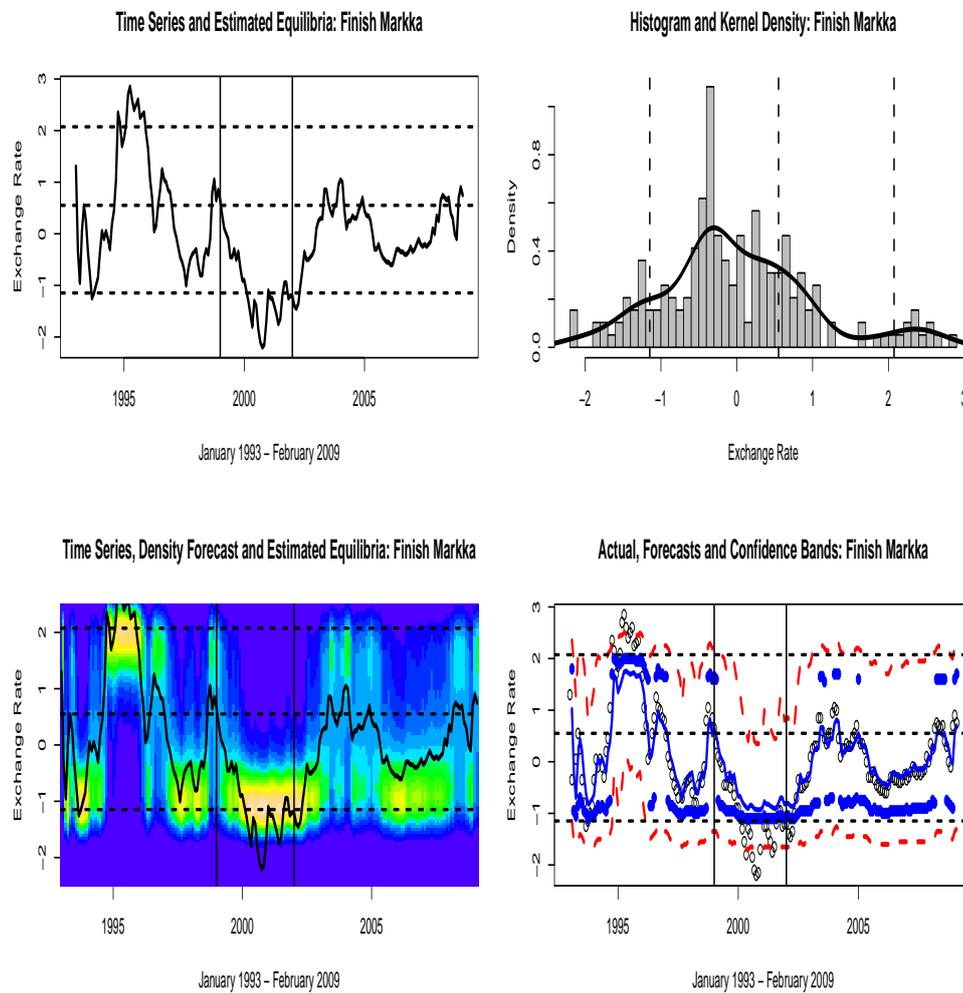 Time Series and Estimated Equilibria: Finish Markka
Exchange Rate
3
2
1
0
−1
−2
1995 2000 2005
January 1993 – February 2009
Histogram and Kernel Density: Finish Markka
Density
0.8
0.4
0.0
−2 −1 0 1 2 3
Exchange Rate
Time Series, Density Forecast and Estimated Equilibria: Finish Markka
Exchange Rate
2
1
0
−1
−2
1995 2000 2005
January 1993 – February 2009
Actual, Forecasts and Confidence Bands: Finish Markka
Exchange Rate
3
2
1
0
−1
−2
1995 2000 2005
January 1993 – February 2009